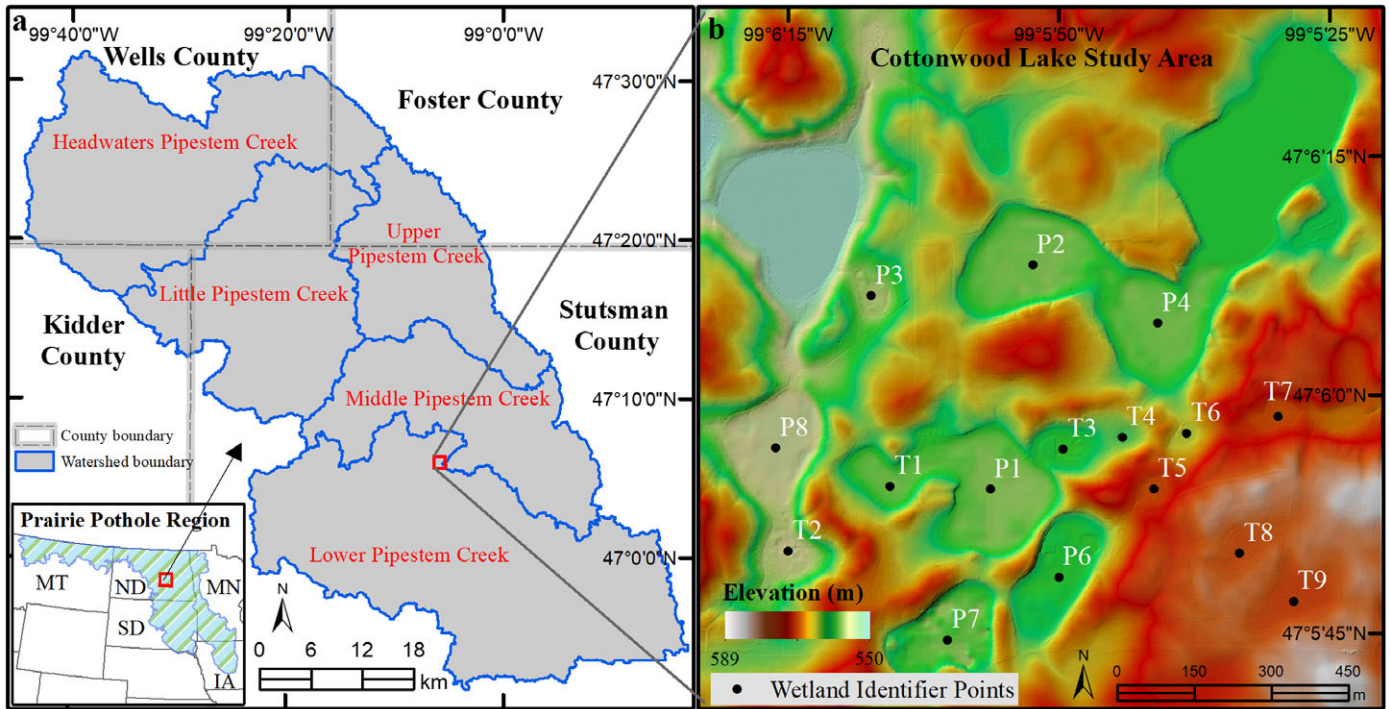 a
99°40'0"W
99°20'0"W
99°0'0"W
Wells County
Foster County
47°30'0"N
Headwaters Pipestem Creek
Upper
Pipestem Creek
47°20'0"N
Little Pipestem Creek
Kidder
County
Stutsman
County
Middle Pipestem Creek
47°10'0"N
County boundary
Watershed boundary
Prairie Pothole Region
MT
ND
MN
SD
IA
Lower Pipestem Creek
47°0'0"N
N
0 6 12 18
km
b
99°6'15"W
99°5'50"W
99°5'25"W
Cottonwood Lake Study Area
47°6'15"N
P2
P3
P4
47°6'0"N
T7
T6
T4
T3
P8
T1
P1
T5
T2
T8
P6
T9
Elevation (m)
P7
47°5'45"N
589
550
N
0 150 300 450
m
Wetland Identifier Points